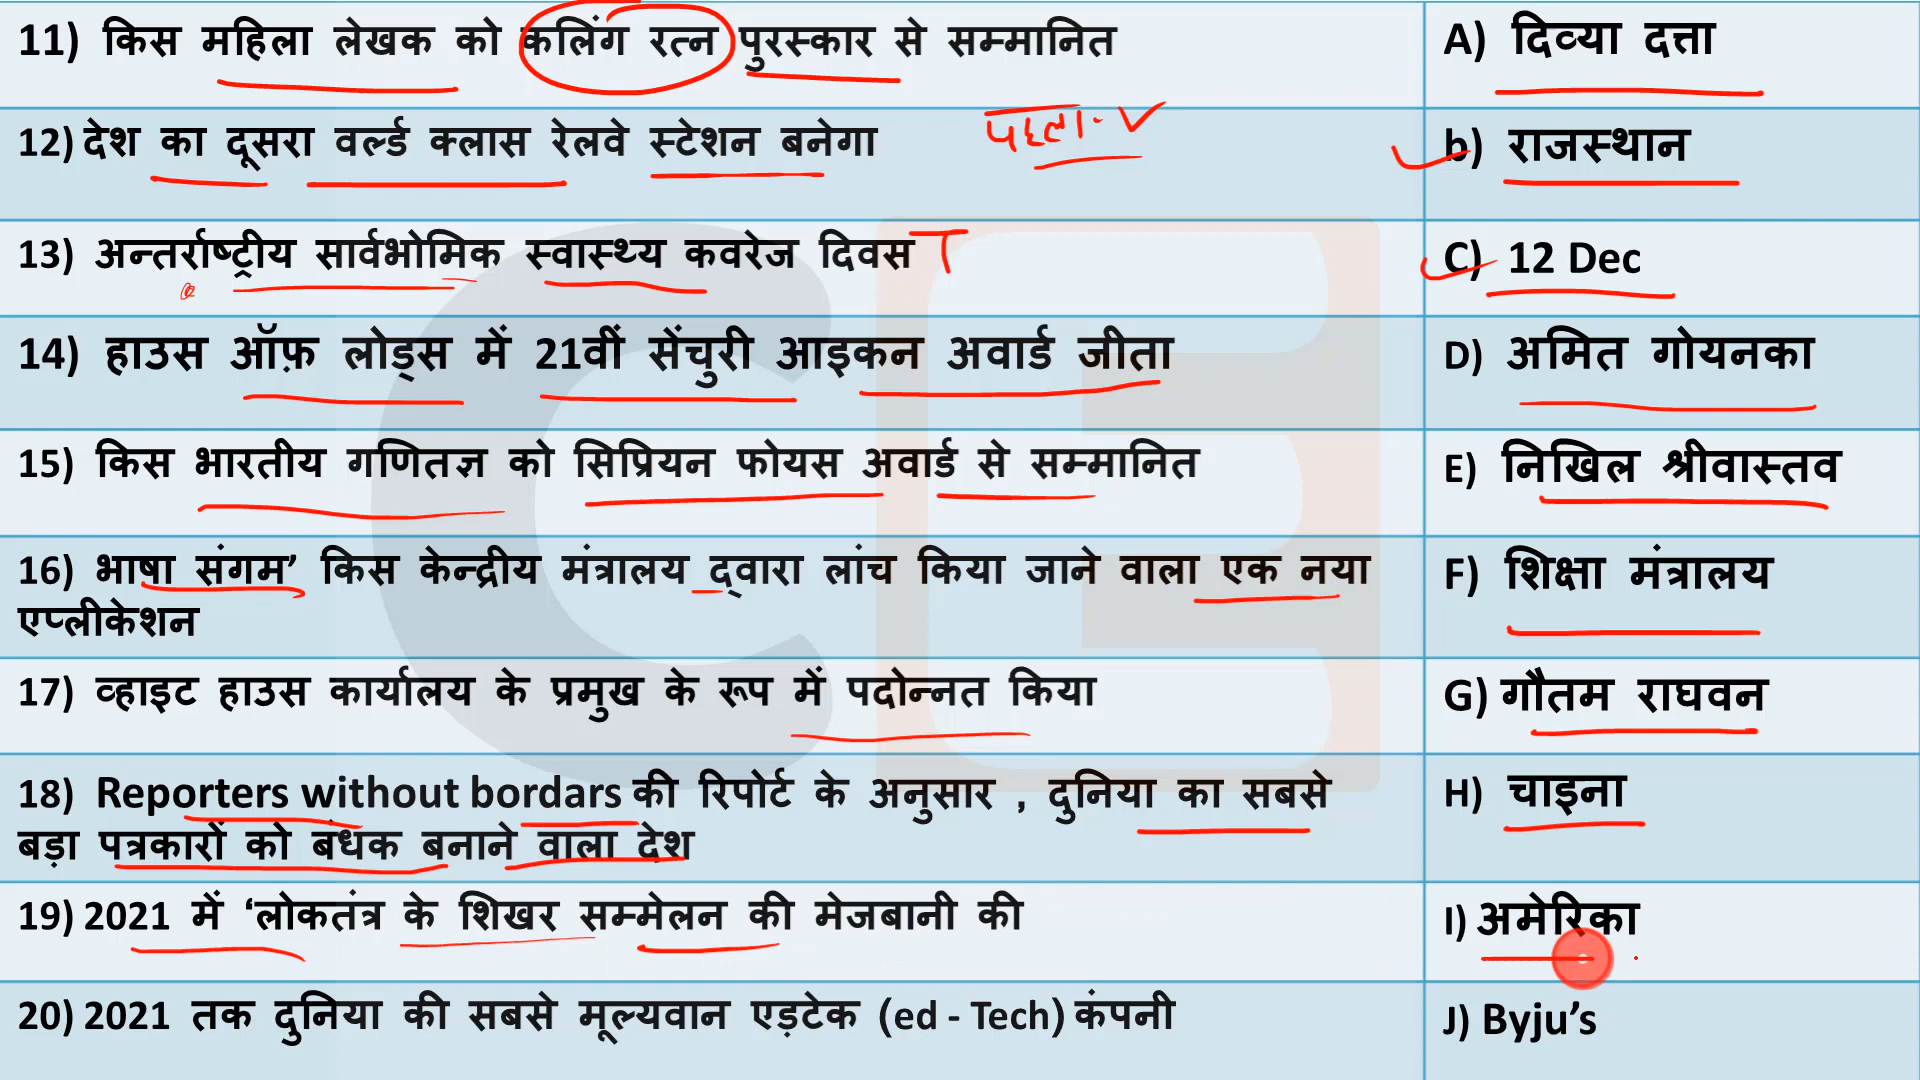 11) किस महिला लेखक को कलिंग रत्न पुरस्कार से सम्मानित
A) दिव्या दत्ता
12) देश का दूसरा वर्ल्ड क्लास रेलवे स्टेशन बनेगा
पहला-
b) राजस्थान
13) अन्तर्राष्ट्रीय सार्वभोमिक स्वास्थ्य कवरेज दिवस
C) 12 Dec
14) हाउस ऑफ़ लोड्स में 21वीं सेंचुरी आइकन अवार्ड जीता
D) अमित गोयनका
15) किस भारतीय गणितज्ञ को सिप्रियन फोयस अवार्ड से सम्मानित
E) निखिल श्रीवास्तव
16) भाषा संगम’ किस केन्द्रीय मंत्रालय द्वारा लांच किया जाने वाला एक नया
एप्लीकेशन
F) शिक्षा मंत्रालय
17) व्हाइट हाउस कार्यालय के प्रमुख के रूप में पदोन्नत किया
G) गौतम राघवन
18) Reporters without bordars की रिपोर्ट के अनुसार , दुनिया का सबसे
बड़ा पत्रकारों को बंधक बनाने वाला देश
H) चाइना
19) 2021 में ‘लोकतंत्र के शिखर सम्मेलन की मेजबानी की
I) अमेरिका
20) 2021 तक दुनिया की सबसे मूल्यवान एड़टेक (ed - Tech) कंपनी
J) Byju’s